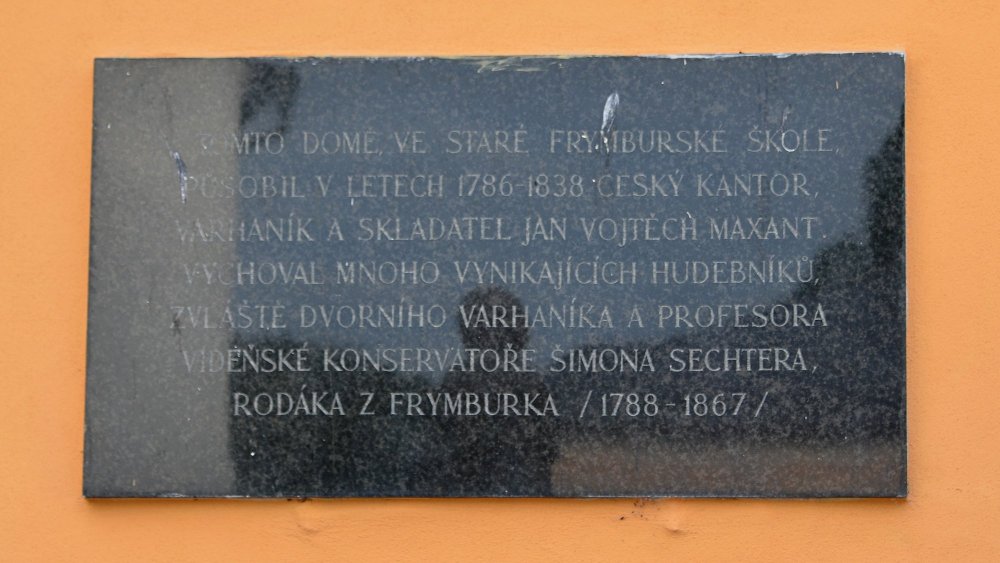 V TOMTO DOMĚ, VE STARÉ FRYMBURSKÉ ŠKOLE,
PŮSOBIL V LETECH 1786-1838 ČESKÝ KANTOR,
VARHANÍK A SKLADATEL JAN VOJTĚCH MAXANT.
VYCHOVAL MNOHO VYNIKAJÍCÍCH HUDEBNÍKŮ,
ZVLÁŠTĚ DVORNÍHO VARHANÍKA A PROFESORA
VÍDEŇSKÉ KONSERVATOŘE ŠIMONA SECHTERA,
RODÁKA Z FRYMBURKA /1788-1867/